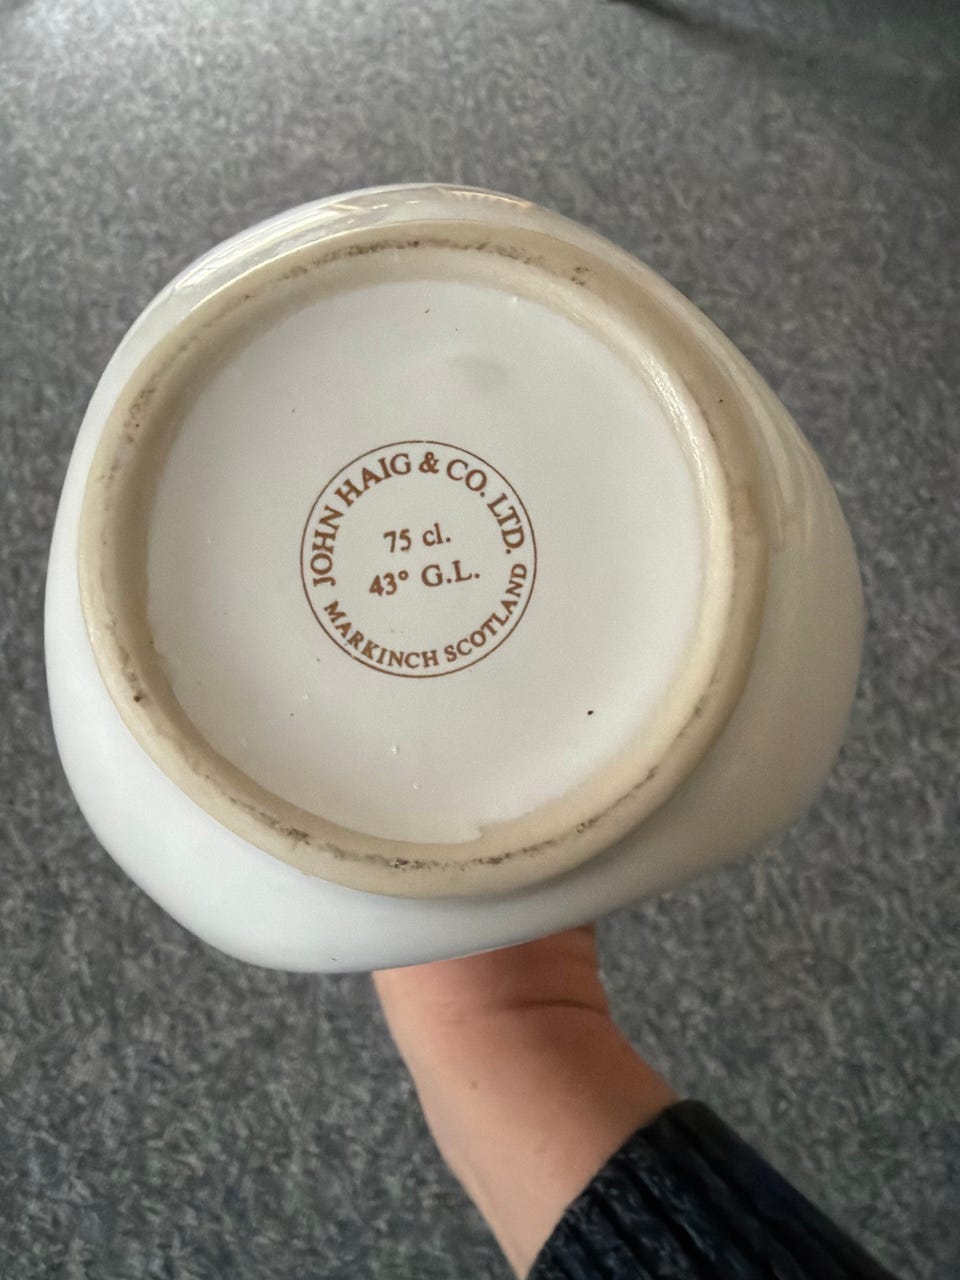 JOHN HAIG & CO. LTD.
75 cl.
43° G.L.
MARKINCH SCOTLAND